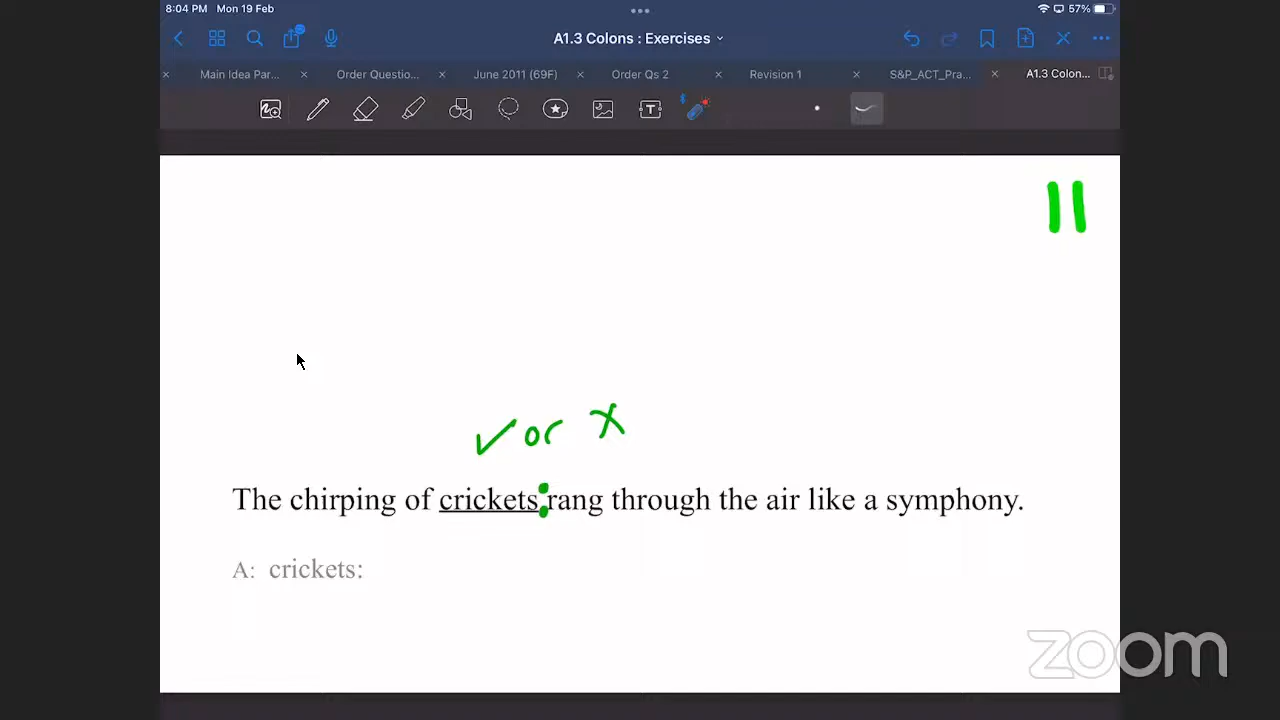 8:04 PM Mon 19 Feb
57%
A1.3 Colons : Exercises
Main Idea Par...
Order Questio...
June 2011 (69F)
Order Qs 2
Revision 1
S&P_ACT_Pra...
A1.3 Colon...
11
✓ or X
The chirping of crickets: rang through the air like a symphony.
A: crickets:
zoom